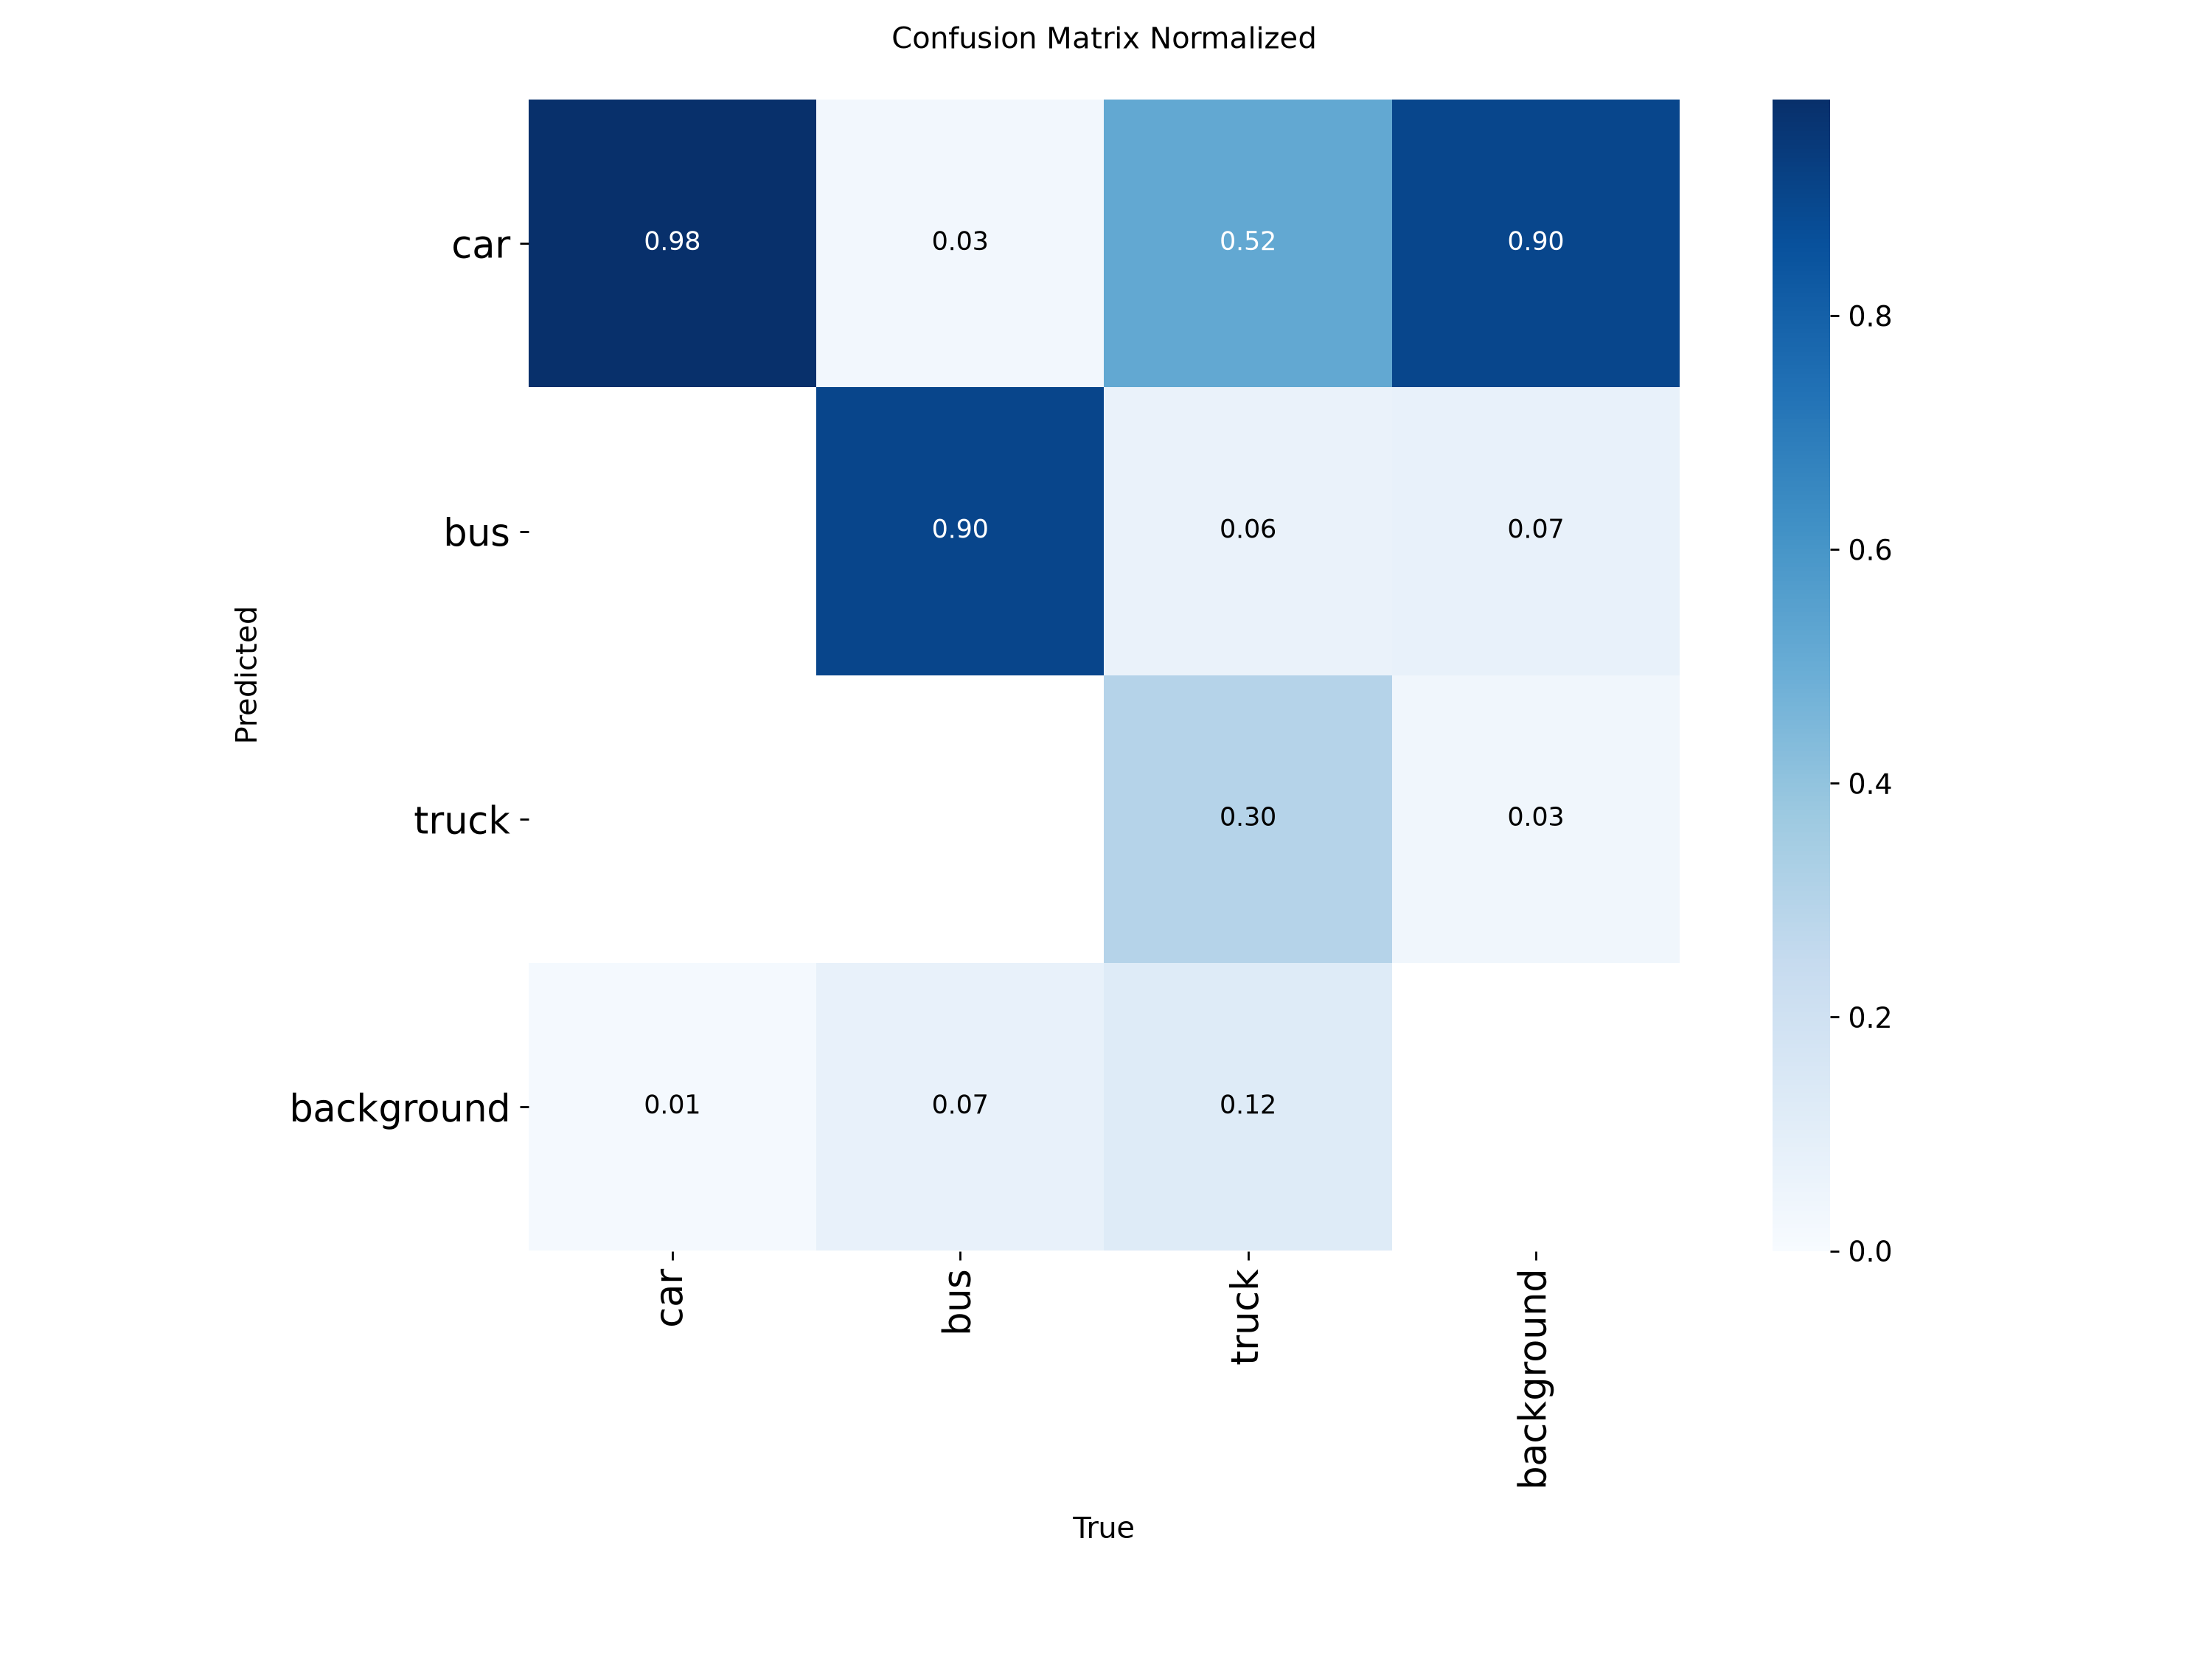 Confusion Matrix Normalized
car
0.98
0.03
0.52
0.90
bus
0.90
0.06
0.07
truck
0.30
0.03
background
0.01
0.07
0.12
Predicted
car
bus
truck
background
True
0.8
0.6
0.4
0.2
0.0